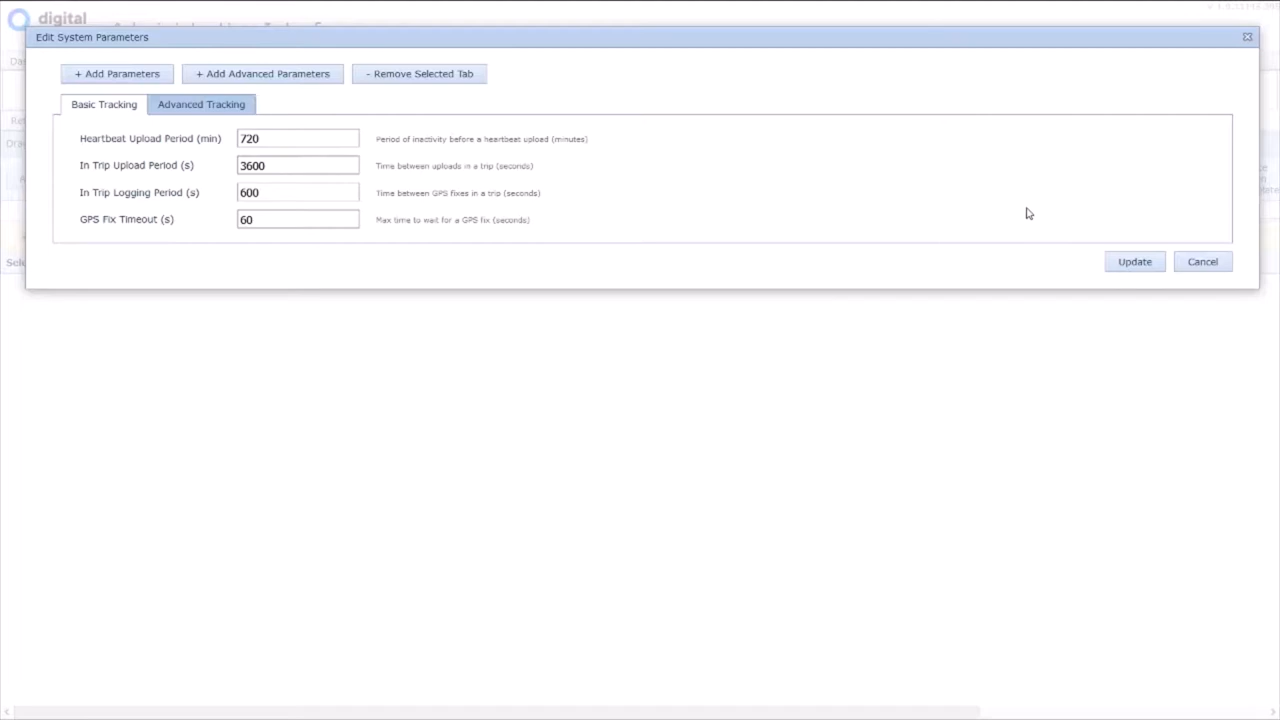 digital
Edit System Parameters
+ Add Parameters
+ Add Advanced Parameters
- Remove Selected Tab
Basic Tracking
Advanced Tracking
Heartbeat Upload Period (min)
720
Period of inactivity before a heartbeat upload (minutes)
In Trip Upload Period (s)
3600
Time between uploads in a trip (seconds)
In Trip Logging Period (s)
600
Time between GPS fixes in a trip (seconds)
GPS Fix Timeout (s)
60
Max time to wait for a GPS fix (seconds)
Update
Cancel